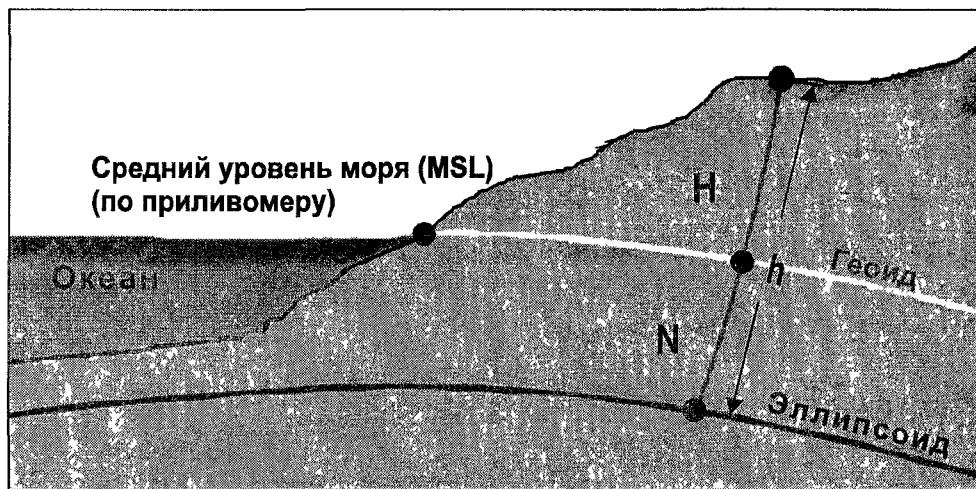 Средний уровень моря (MSL)
(по приливомеру)
Океан
H
h
Геоид
N
Эллипсоид